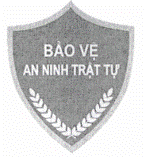 BẢO VỆ
AN NINH TRẬT TỰ